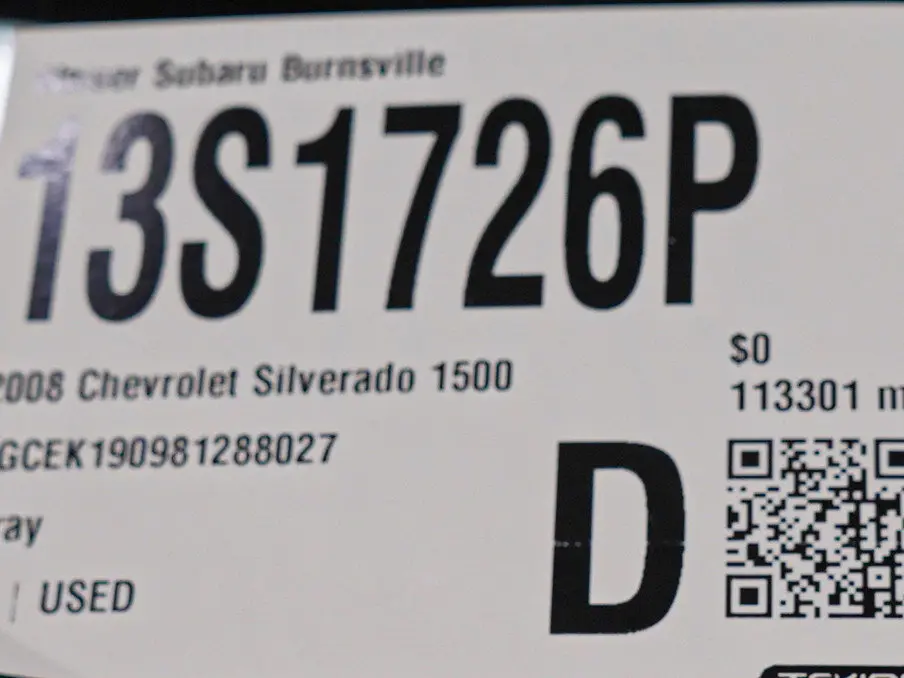 Subaru Burnsville
13S1726P
2008 Chevrolet Silverado 1500
$0
113301 m
GCEK190981288027
ray
D
| USED